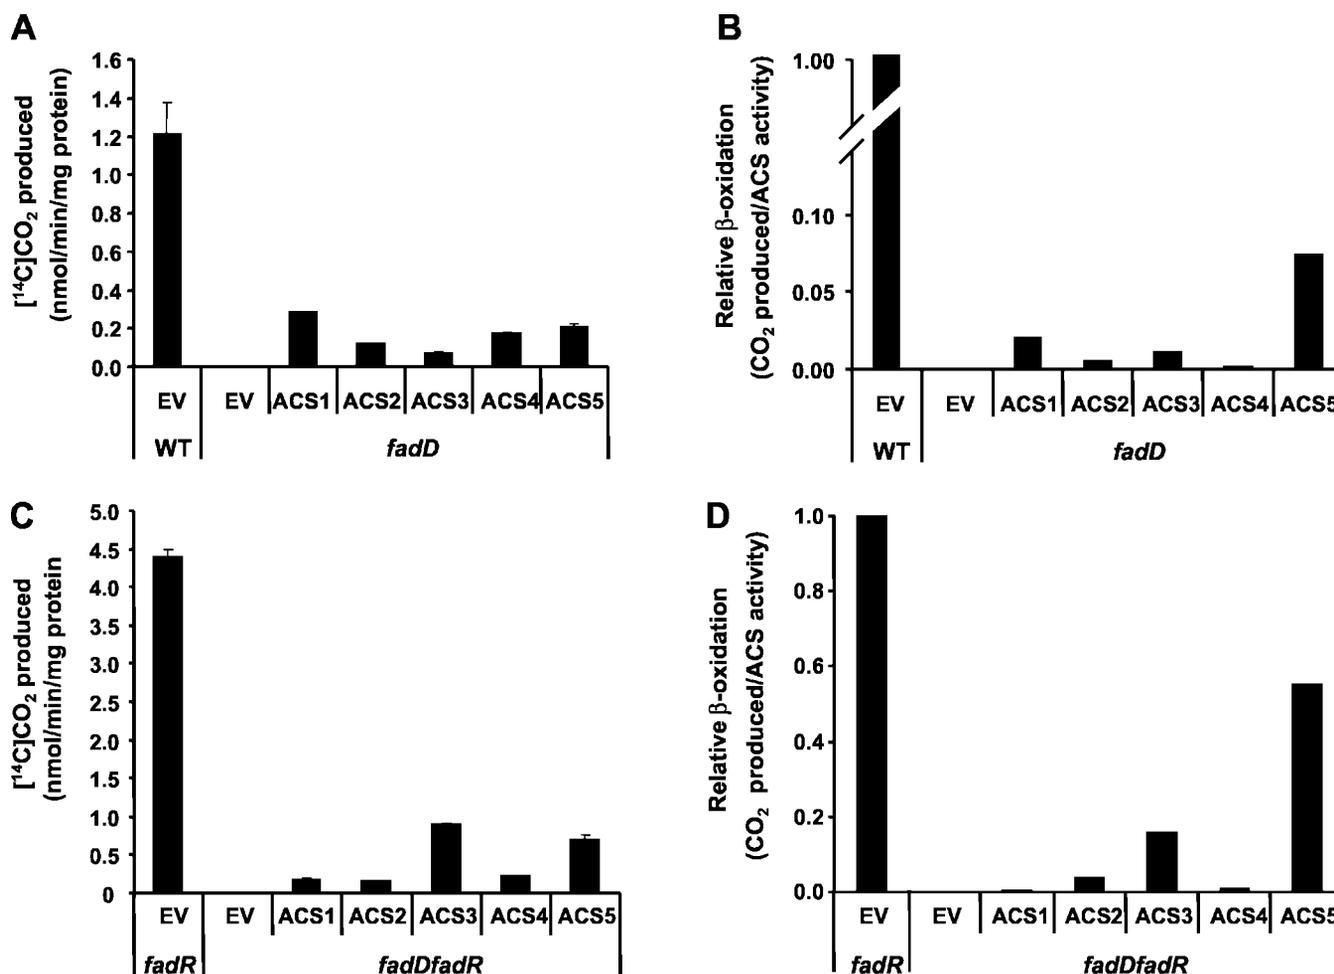 A
[¹⁴C]CO₂ produced
(nmol/min/mg protein)
1.6
1.4
1.2
1.0
0.8
0.6
0.4
0.2
0.0
EV EV ACS1 ACS2 ACS3 ACS4 ACS5
WT fadD
B
Relative β-oxidation
(CO₂ produced/ACS activity)
1.00
0.10
0.05
0.00
EV EV ACS1 ACS2 ACS3 ACS4 ACS5
WT fadD
C
[¹⁴C]CO₂ produced
(nmol/min/mg protein
5.0
4.5
4.0
3.5
3.0
2.5
2.0
1.5
1.0
0.5
0
EV EV ACS1 ACS2 ACS3 ACS4 ACS5
fadR fadDfadR
D
Relative β-oxidation
(CO₂ produced/ACS activity)
1.0
0.8
0.6
0.4
0.2
0.0
EV EV ACS1 ACS2 ACS3 ACS4 ACS5
fadR fadDfadR